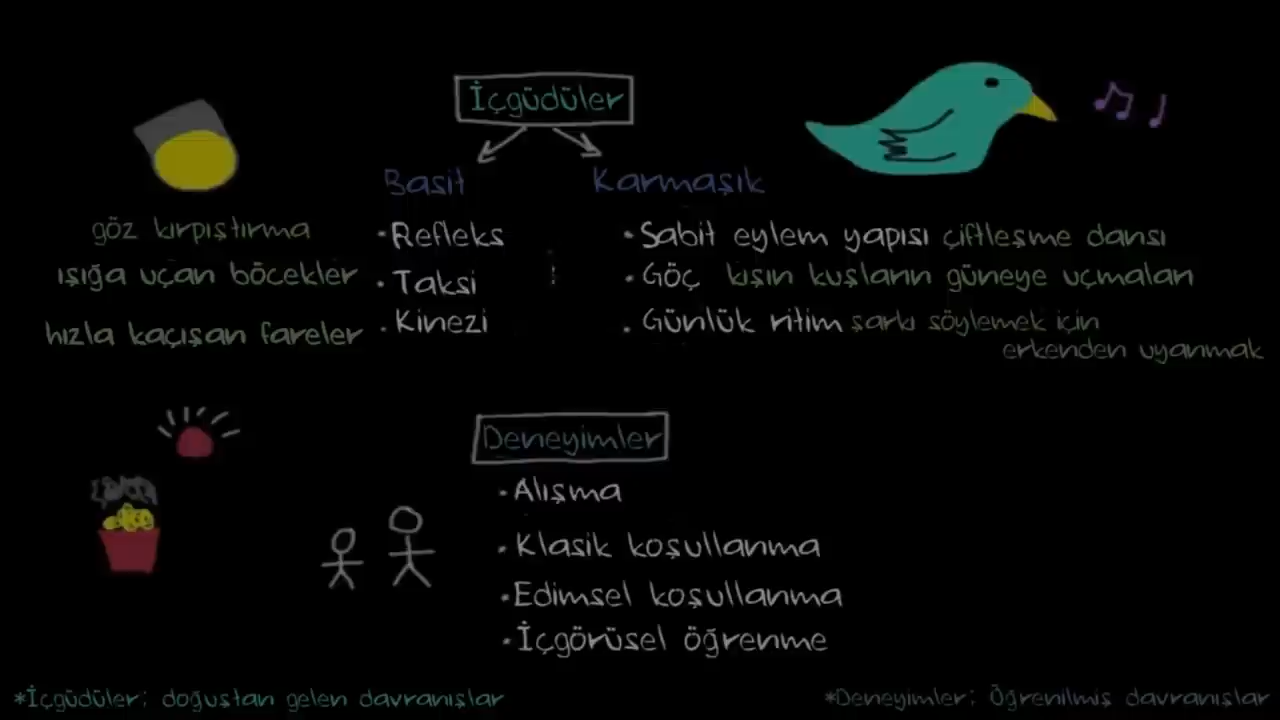 İçgüdüler
Basit
Karmaşık
göz kırpıştırma
• Refleks
ışığa uçan böcekler
• Taksi
hızla kaçışan fareler
• Kinezi
• Sabit eylem yapısı çiftleşme dansı
• Göç kışın kuşların güneye uçmaları
• Günlük ritim şarkı söylemek için
erkenden uyanmak
Deneyimler
• Alışma
• Klasik koşullanma
• Edimsel koşullanma
• İçgörüsel öğrenme
*İçgüdüler; doğuştan gelen davranışlar
*Deneyimler; Öğrenilmiş davranışlar